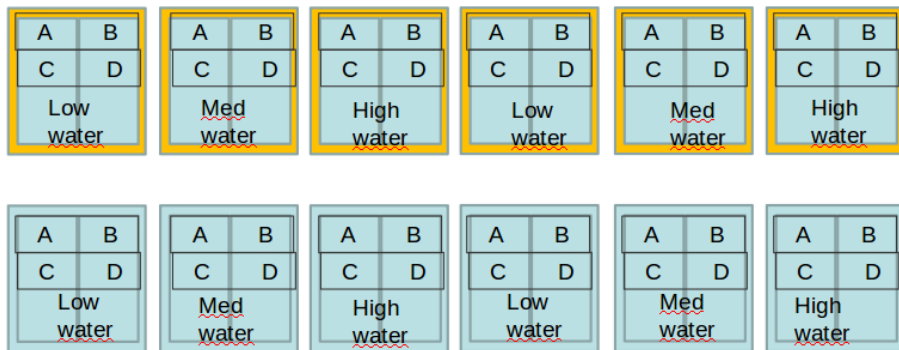 A B A B A B A B A B A B
C D C D C D C D C D C D
Low Med High Low Med High
water water water water water water
A B A B A B A B A B A B
C D C D C D C D C D C D
Low Med High Low Med High
water water water water water water